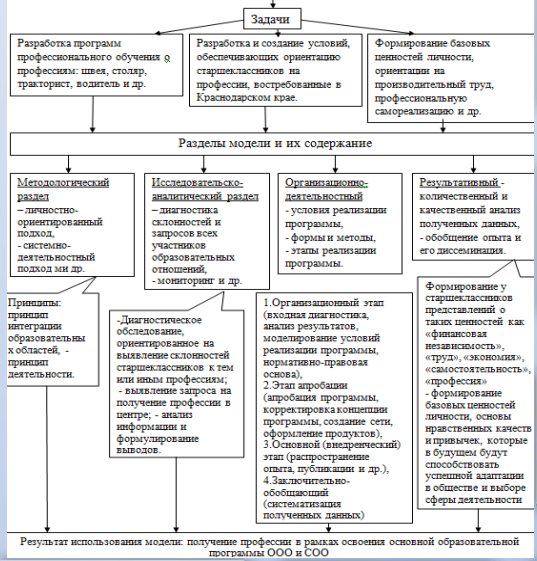 Задачи
Разработка программ
профессионального обучения о
профессиям: швея, столяр,
тракторист, водитель и др.
Разработка и создание условий,
обеспечивающих ориентацию
старшеклассников на
профессии, востребованные в
Краснодарском крае.
Формирование базовых
ценностей личности,
ориентации на
производительный труд,
профессиональную
самореализацию и др.
Разделы модели и их содержание
Методологический
раздел
– личностно-
ориентированный
подход,
- системно-
деятельностный
подход ми др.
Исследовательско-
аналитический раздел
– диагностика
склонностей и
запросов всех
участников
образовательных
отношений,
- мониторинг и др.
Организационно-
деятельностный
- условия реализации
программы,
- формы и методы,
- этапы реализации
программы.
Результативный -
количественный и
качественный анализ
полученных данных,
- обобщение опыта и
его диссеминация.
Принципы:
принцип
интеграции
образовательны
х областей, -
принцип
деятельности.
-Диагностическое
обследование,
ориентированное на
выявление склонностей
старшеклассников к тем
или иным профессиям;
- выявление запроса на
получение профессии в
центре; - анализ
информации и
формулирование
выводов.
1.Организационный этап
(входная диагностика,
анализ результатов,
моделирование условий
реализации программы,
нормативно-правовая
основа),
2.Этап апробации
(апробация программы,
корректировка концепции
программы, создание сети,
оформление продуктов),
3.Основной (внедренческий)
этап (распространение
опыта, публикации и др.),
4.Заключительно-
обобщающий
(систематизация
полученных данных)
Формирование у
старшеклассников
представлений о
таких ценностей как
«финансовая
независимость»,
«труд», «экономия»,
«самостоятельность»,
«профессия»
- формирование
базовых ценностей
личности, основы
нравственных качеств
и привычек, которые
в будущем будут
способствовать
успешной адаптации
в обществе и выборе
сферы деятельности
Результат использования модели: получение профессии в рамках освоения основной образовательной
программы ООО и СОО